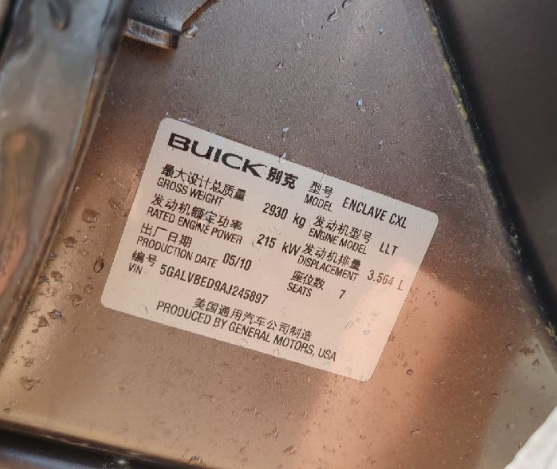 BUICK 别克 型号 MODEL ENCLAVE CXL
最大设计总质量 GROSS WEIGHT 2930 kg 发动机型号 ENGINE MODEL LLT
发动机额定功率 RATED ENGINE POWER 215 kW 发动机排量 DISPLACEMENT 3.564 L
出厂日期 PRODUCTION DATE 05/10 座位数 SEATS 7
编号 VIN 5GALVBED9AJ245897
美国通用汽车公司制造
PRODUCED BY GENERAL MOTORS, USA